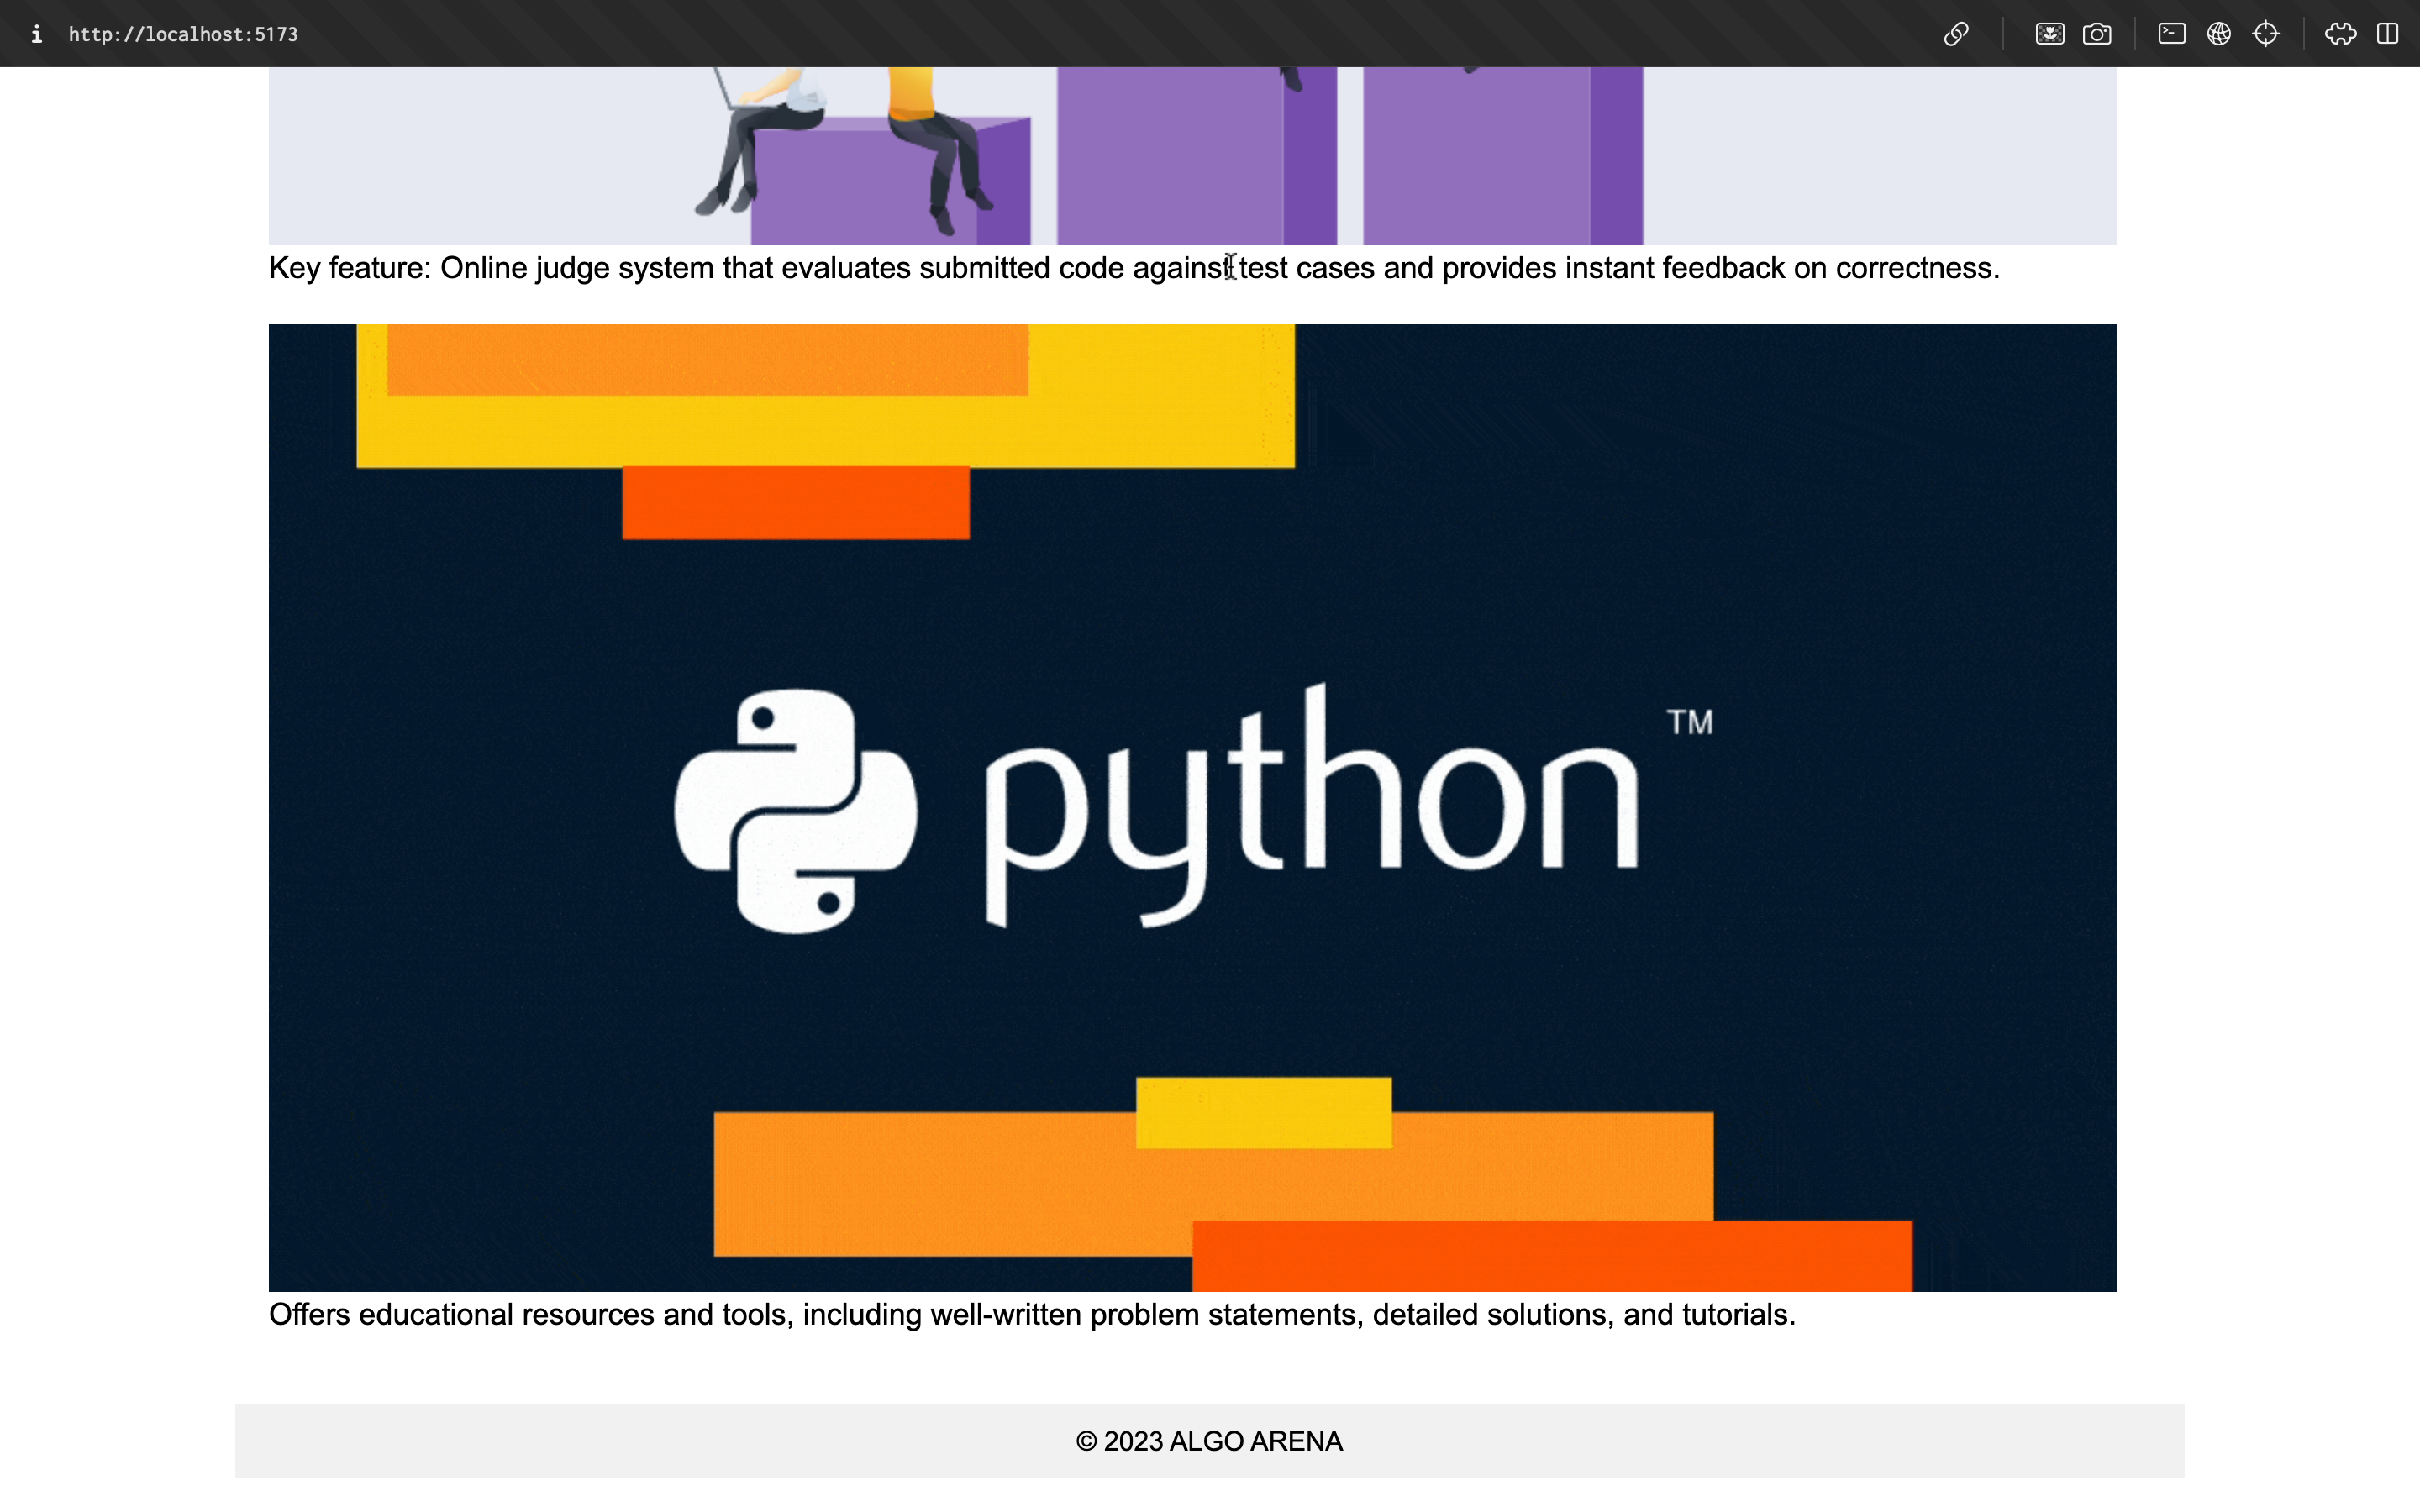 http://localhost:5173
Key feature: Online judge system that evaluates submitted code against test cases and provides instant feedback on correctness.
python TM
Offers educational resources and tools, including well-written problem statements, detailed solutions, and tutorials.
© 2023 ALGO ARENA